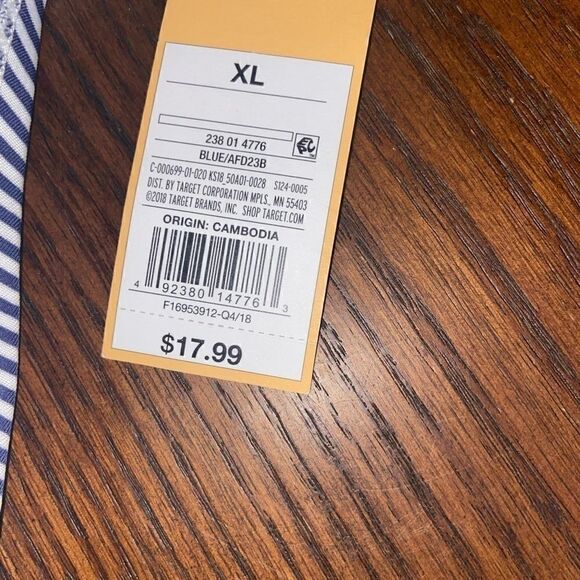 XL
238 01 4776
BLUE/AFD23B
C-000699-01-020 KS18_50A01-0028 S124-0005
DIST. BY TARGET CORPORATION MPLS., MN 55403
©2018 TARGET BRANDS, INC. SHOP TARGET.COM
ORIGIN: CAMBODIA
4 92380 14776 3
F16953912-Q4/18
$17.99